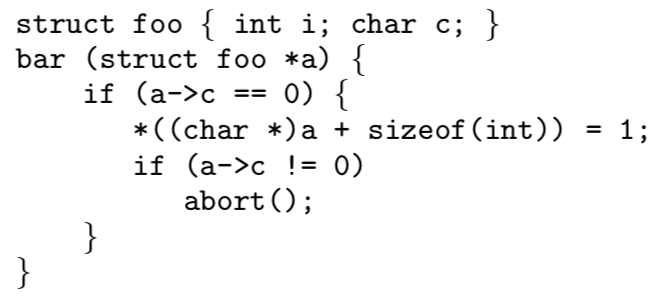 struct foo { int i; char c; }
bar (struct foo *a) {
    if (a->c == 0) {
       *((char *)a + sizeof(int)) = 1;
       if (a->c != 0)
          abort();
    }
}